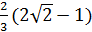 2/3 (2√2 − 1)